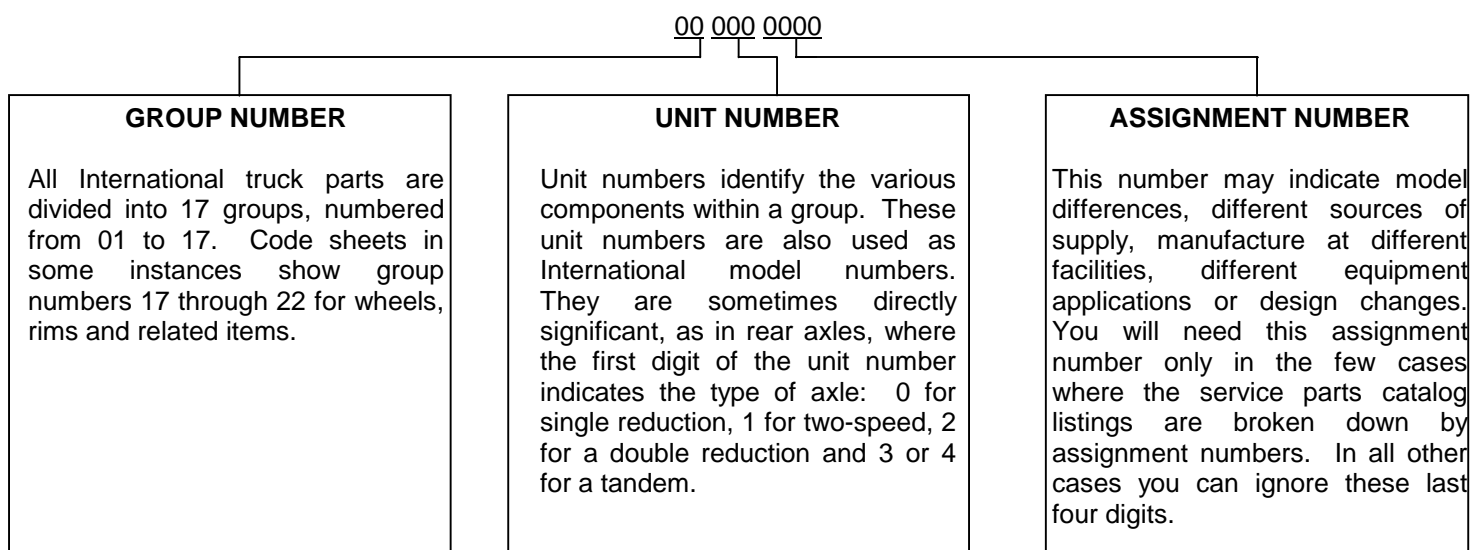 00 000 0000
GROUP NUMBER
All International truck parts are
divided into 17 groups, numbered
from 01 to 17. Code sheets in
some instances show group
numbers 17 through 22 for wheels,
rims and related items.
UNIT NUMBER
Unit numbers identify the various
components within a group. These
unit numbers are also used as
International model numbers.
They are sometimes directly
significant, as in rear axles, where
the first digit of the unit number
indicates the type of axle: 0 for
single reduction, 1 for two-speed, 2
for a double reduction and 3 or 4
for a tandem.
ASSIGNMENT NUMBER
This number may indicate model
differences, different sources of
supply, manufacture at different
facilities, different equipment
applications or design changes.
You will need this assignment
number only in the few cases
where the service parts catalog
listings are broken down by
assignment numbers. In all other
cases you can ignore these last
four digits.